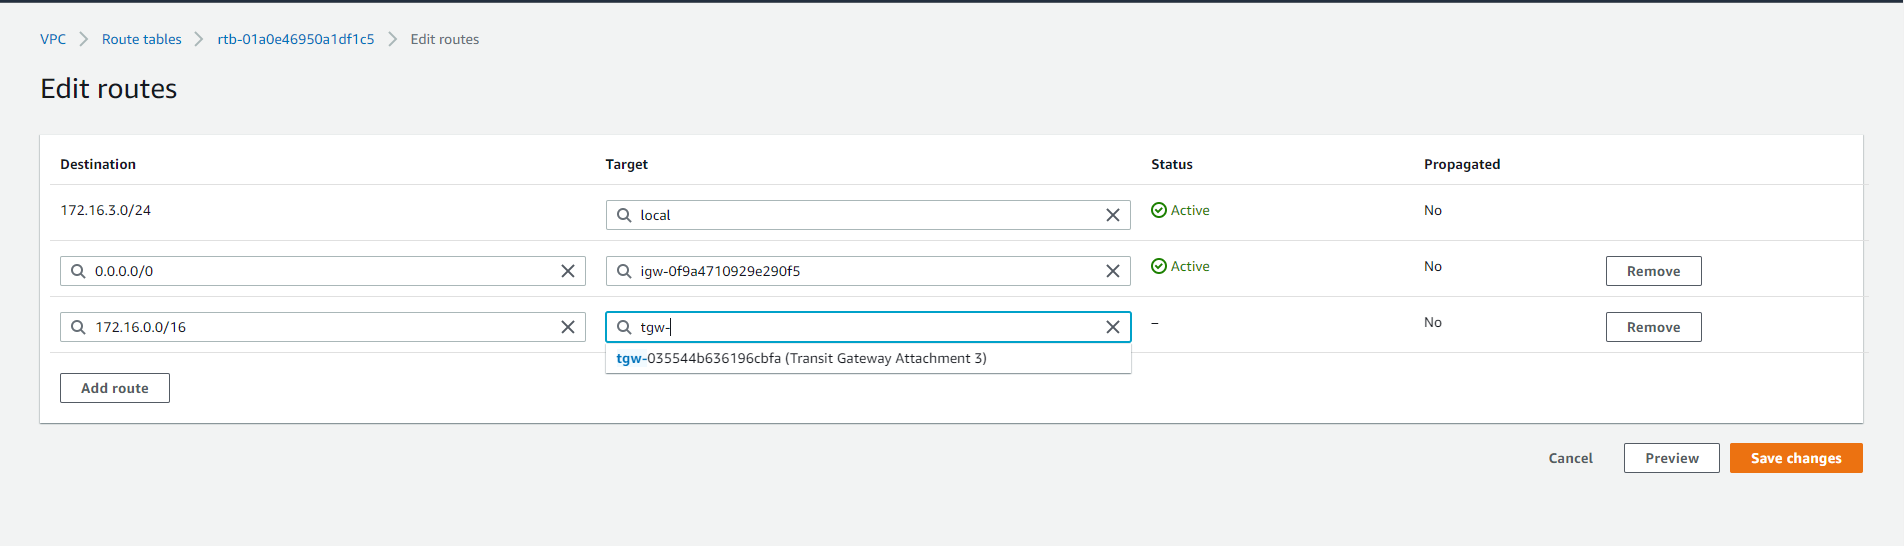 VPC > Route tables > rtb-01a0e46950a1df1c5 > Edit routes
Edit routes
Destination Target Status Propagated
172.16.3.0/24 local Active No
0.0.0.0/0 igw-0f9a4710929e290f5 Active No Remove
172.16.0.0/16 tgw- – No Remove
tgw-035544b636196cbfa (Transit Gateway Attachment 3)
Add route
Cancel Preview Save changes